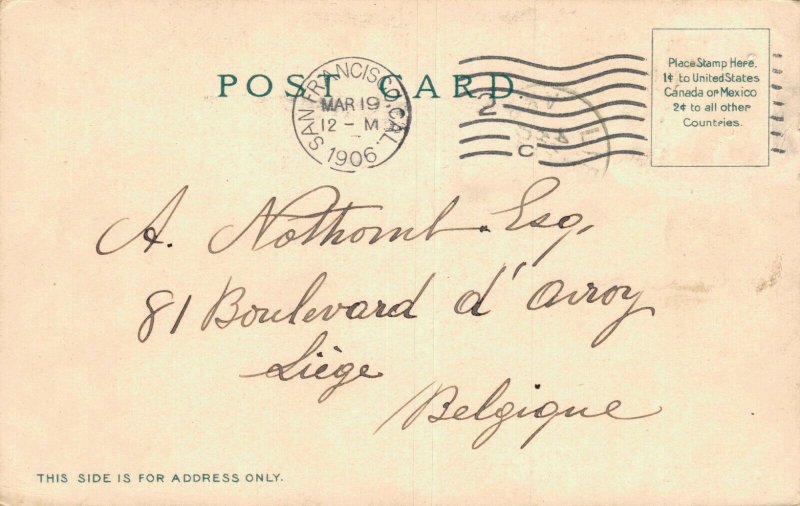 POST CARD.
SAN FRANCISCO, CAL.
MAR 19
12 - M
1906
2
C
Place Stamp Here.
1¢ to United States
Canada or Mexico
2¢ to all other
Countries.
A. Nothomb. Esq.
81 Boulevard d' avroy
Liège
Belgique
THIS SIDE IS FOR ADDRESS ONLY.